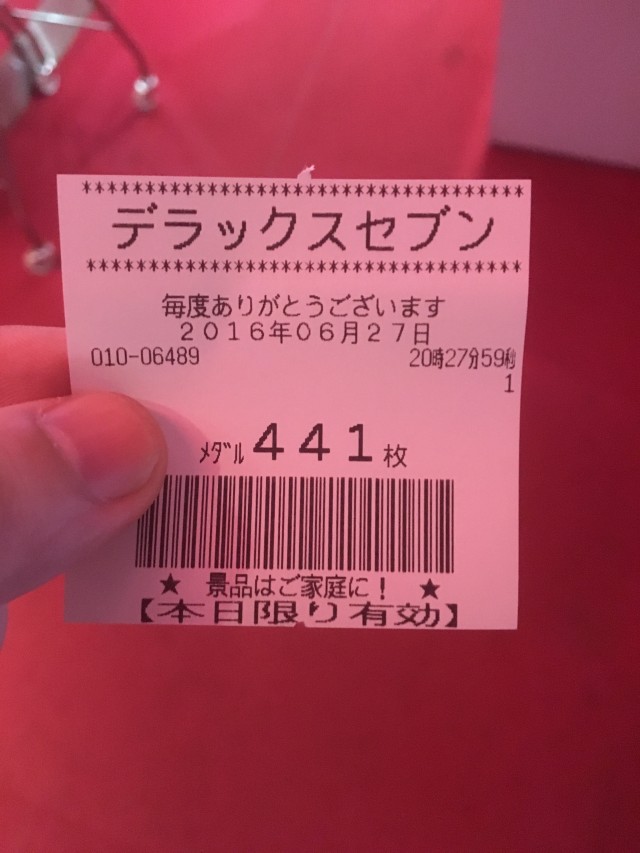 ************************************
デラックスセブン
************************************
毎度ありがとうございます
2016年06月27日
010-06489 20時27分59秒
1
ﾒﾀﾞﾙ 441枚
★ 景品はご家庭に! ★
【本日限り有効】